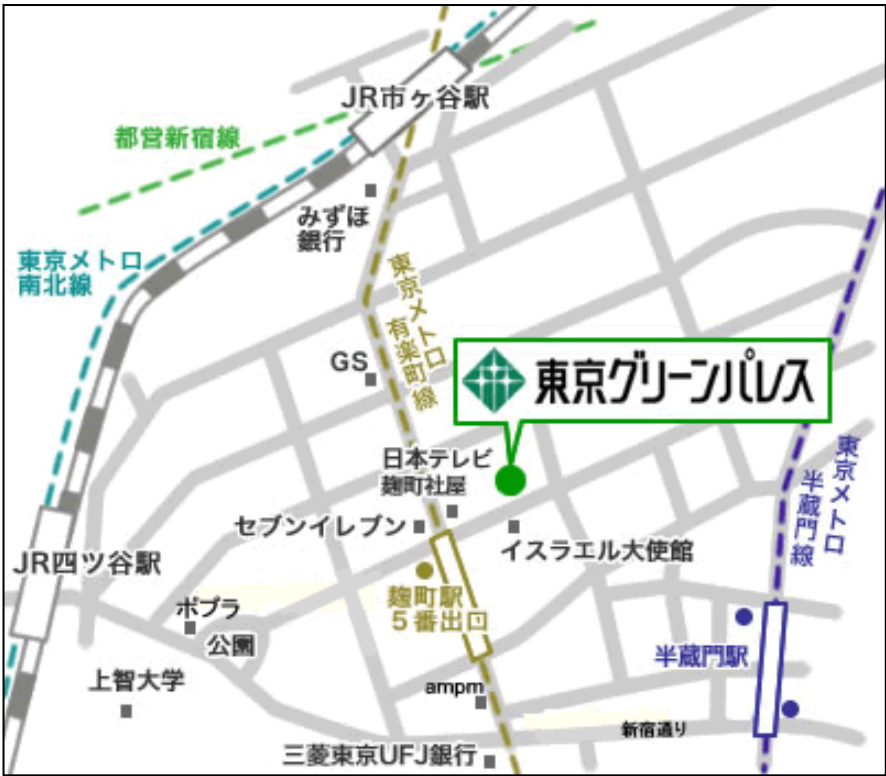 JR市ヶ谷駅
都営新宿線
みずほ
銀行
東京メトロ
南北線
東京メトロ
有楽町線
GS
東京グリーンパレス
日本テレビ
麹町社屋
セブンイレブン
イスラエル大使館
東京メトロ
半蔵門線
JR四ツ谷駅
麹町駅
5番出口
ポプラ
公園
半蔵門駅
上智大学
ampm
新宿通り
三菱東京UFJ銀行